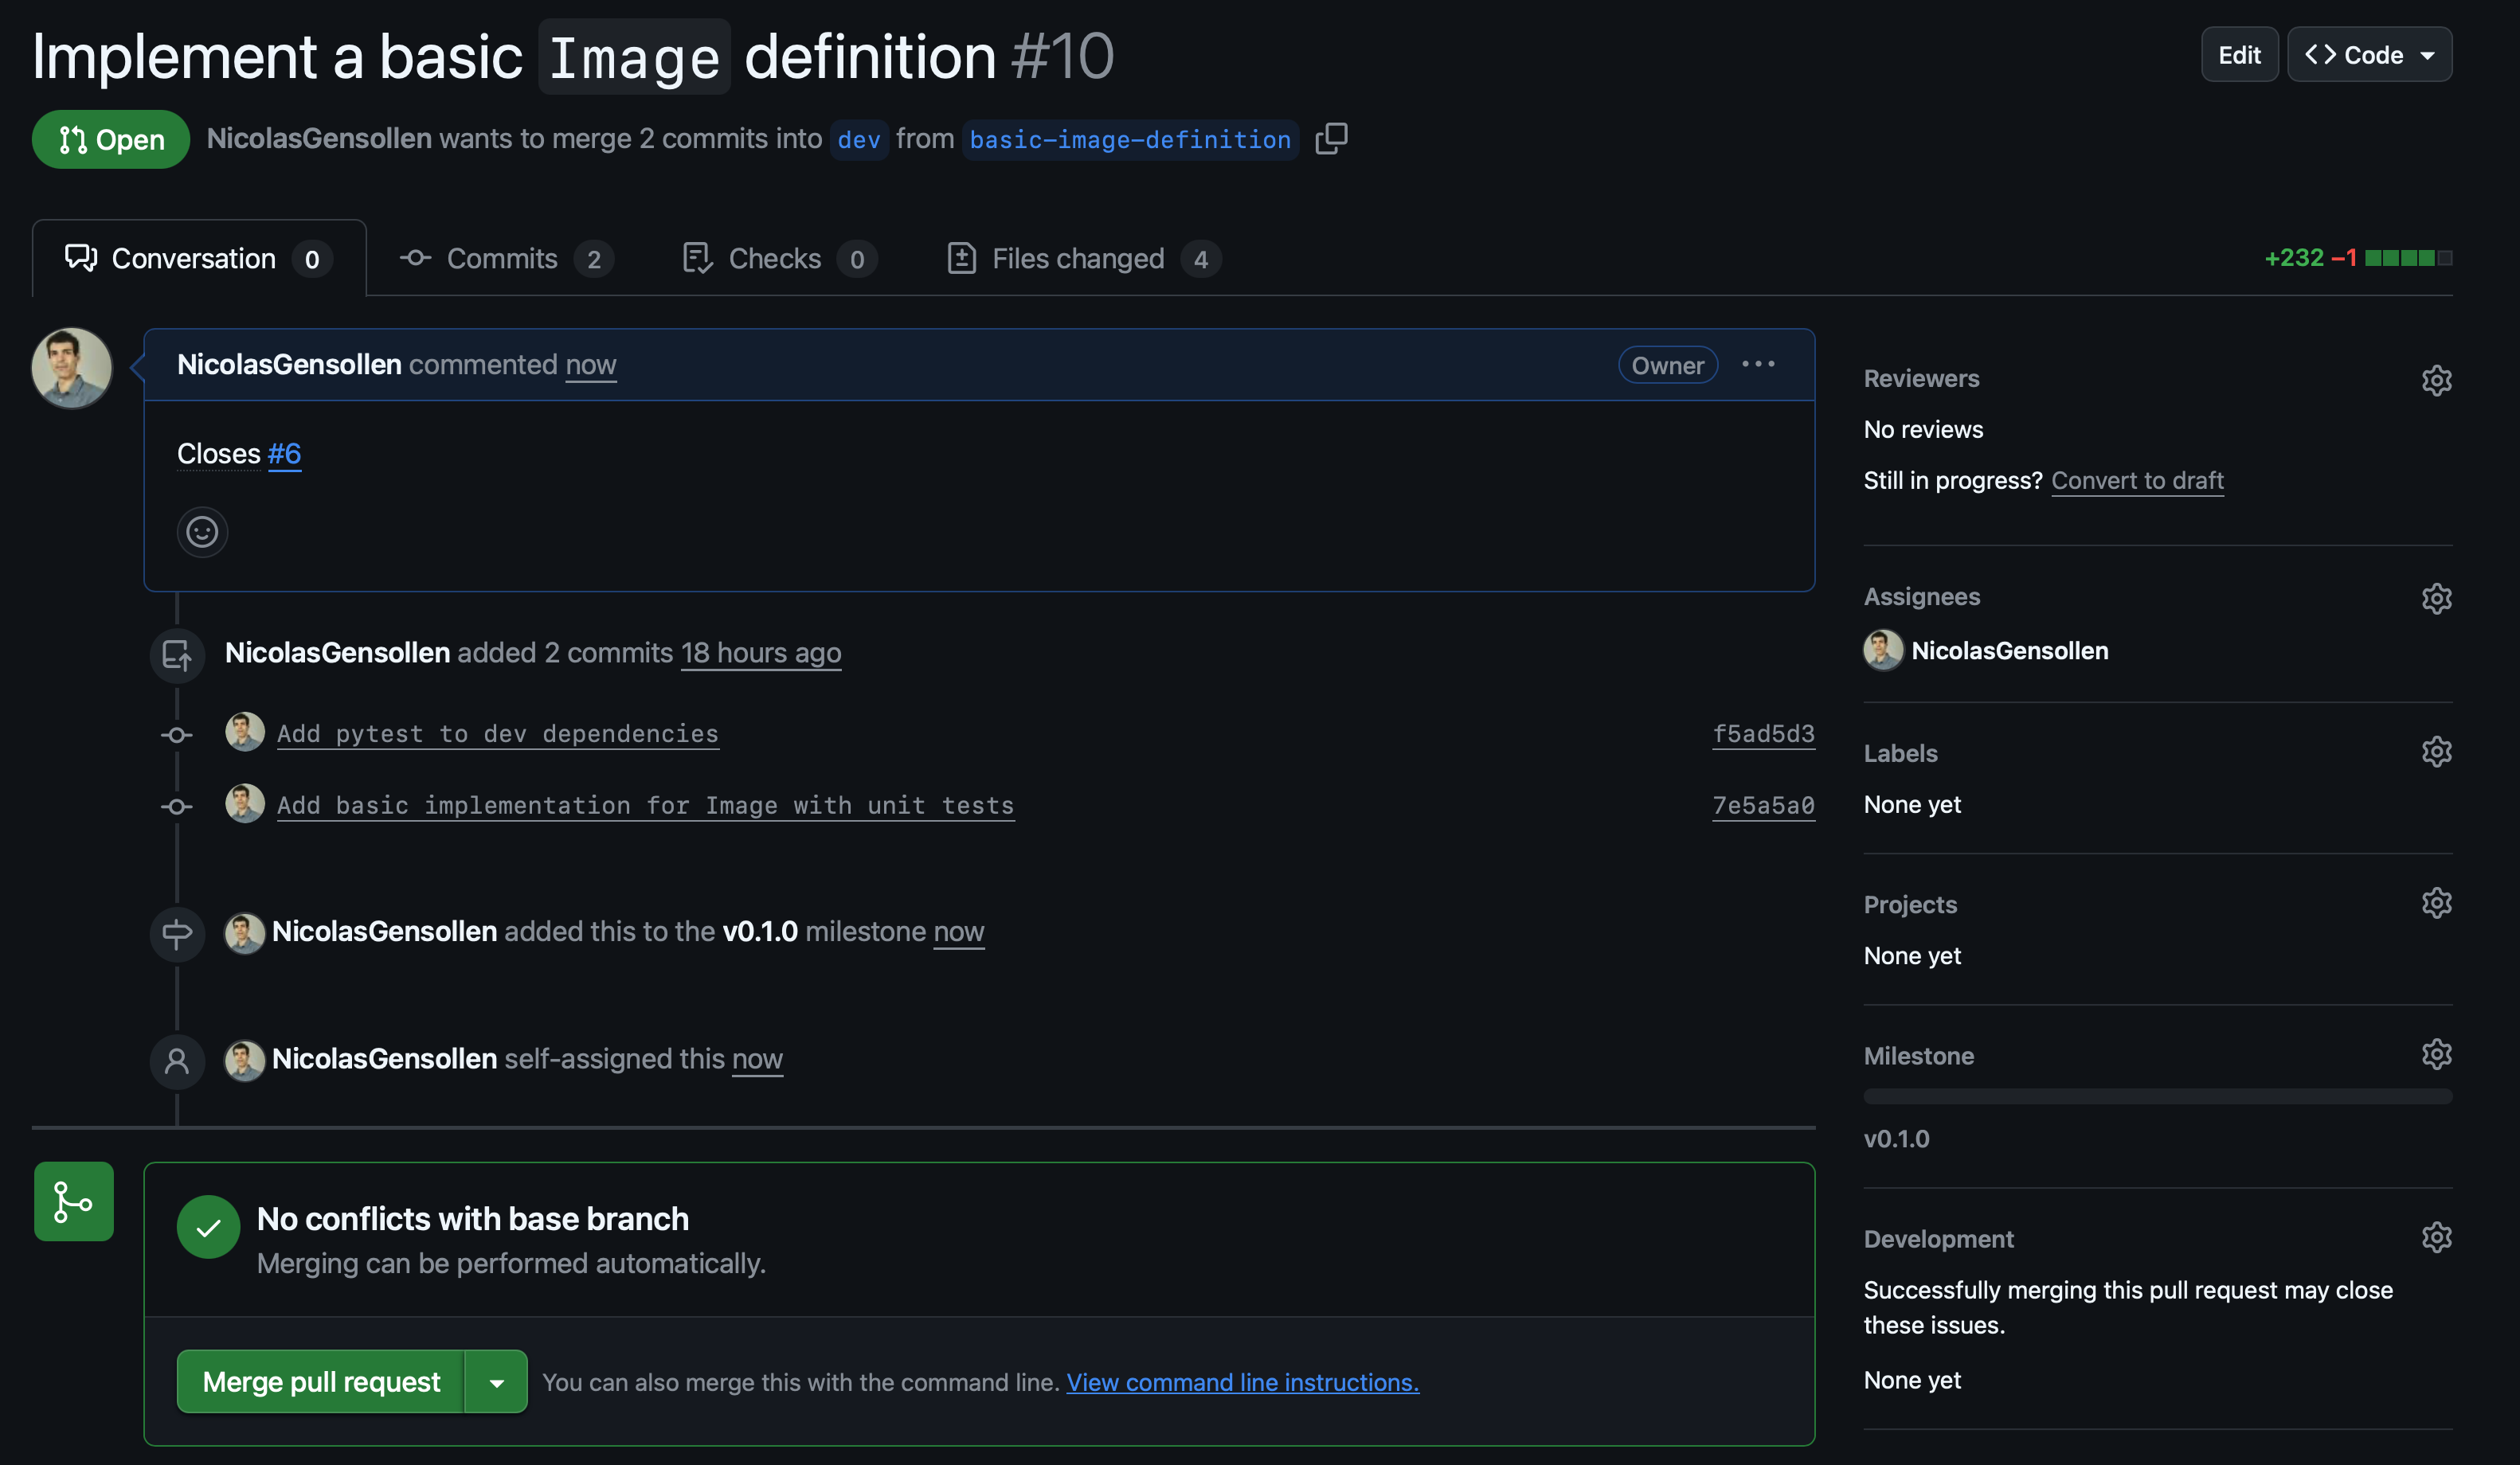 Implement a basic Image definition #10
Edit
Code
Open
NicolasGensollen wants to merge 2 commits into dev from basic-image-definition
Conversation 0
Commits 2
Checks 0
Files changed 4
+232 −1
NicolasGensollen commented now
Owner
Closes #6
NicolasGensollen added 2 commits 18 hours ago
Add pytest to dev dependencies
f5ad5d3
Add basic implementation for Image with unit tests
7e5a5a0
NicolasGensollen added this to the v0.1.0 milestone now
NicolasGensollen self-assigned this now
No conflicts with base branch
Merging can be performed automatically.
Merge pull request
You can also merge this with the command line. View command line instructions.
Reviewers
No reviews
Still in progress? Convert to draft
Assignees
NicolasGensollen
Labels
None yet
Projects
None yet
Milestone
v0.1.0
Development
Successfully merging this pull request may close
these issues.
None yet